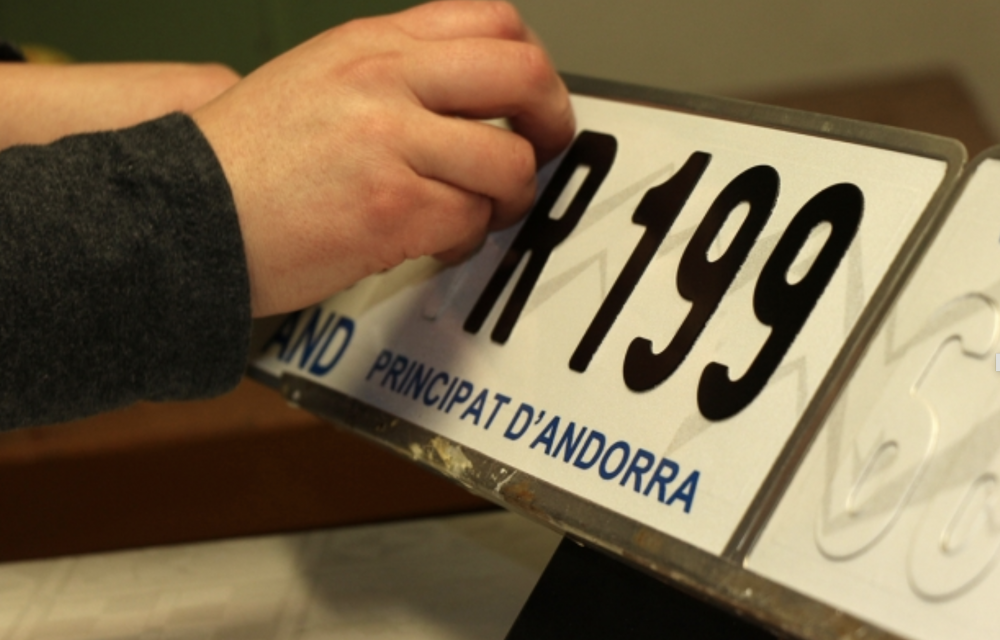 R 199
AND PRINCIPAT D'ANDORRA